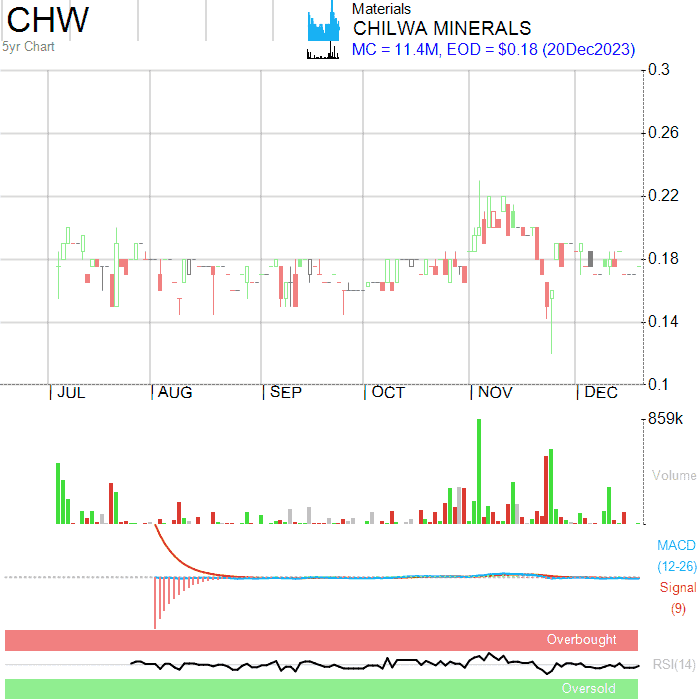 CHW
5yr Chart
Materials
CHILWA MINERALS
MC = 11.4M, EOD = $0.18 (20Dec2023)
0.3
0.26
0.22
0.18
0.14
0.1
JUL AUG SEP OCT NOV DEC
859k
Volume
MACD
(12-26)
Signal
(9)
Overbought
RSI(14)
Oversold